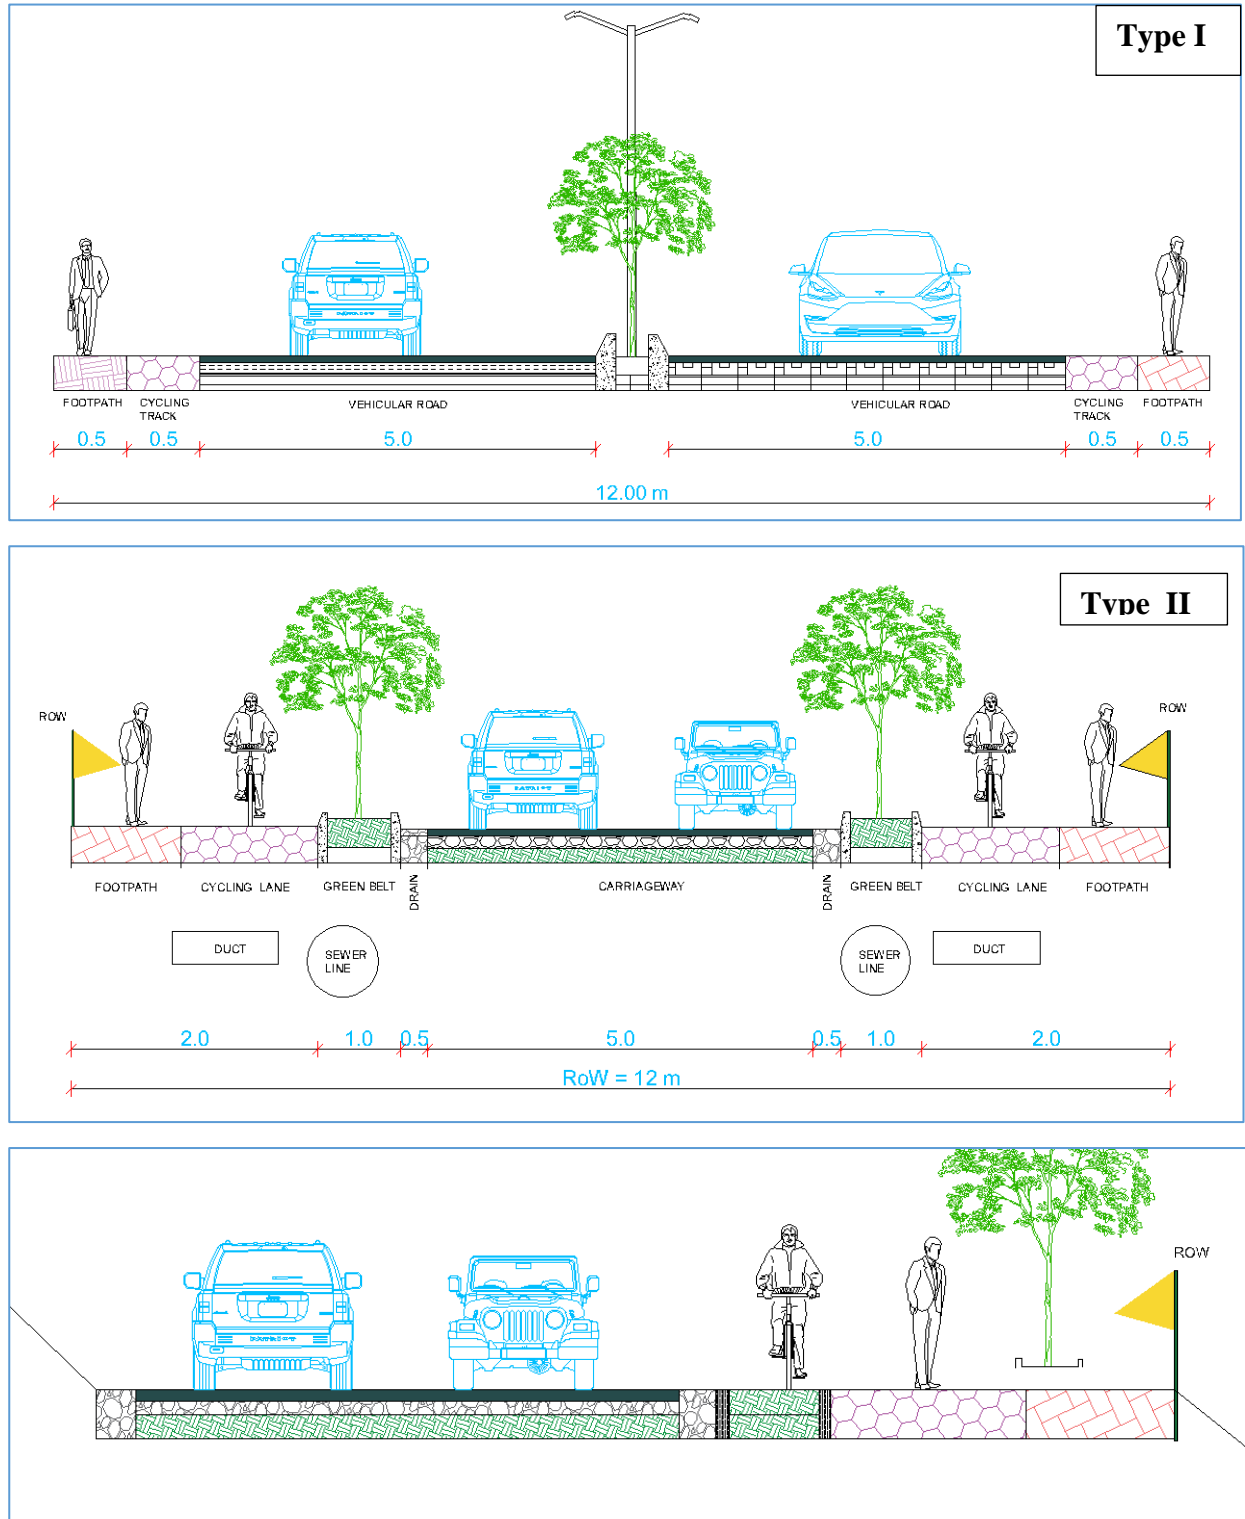 Type I
FOOTPATH CYCLING TRACK VEHICULAR ROAD VEHICULAR ROAD CYCLING TRACK FOOTPATH
0.5 0.5 5.0 5.0 0.5 0.5
12.00 m
Type II
ROW ROW
FOOTPATH CYCLING LANE GREEN BELT DRAIN CARRIAGEWAY DRAIN GREEN BELT CYCLING LANE FOOTPATH
DUCT SEWER LINE SEWER LINE DUCT
2.0 1.0 0.5 5.0 0.5 1.0 2.0
RoW = 12 m
ROW